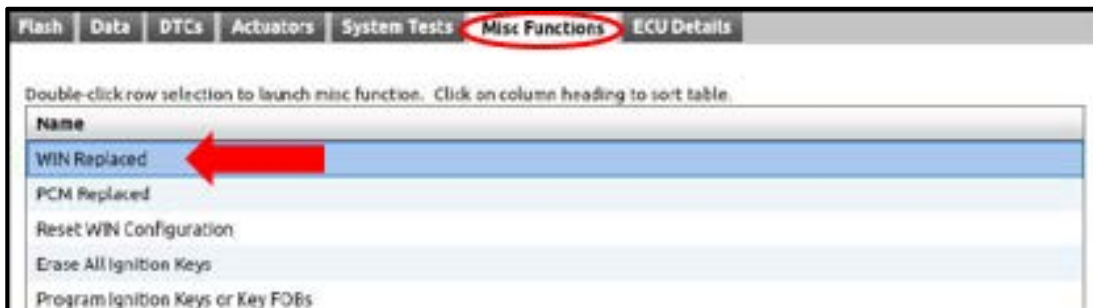 Flash Data DTCs Actuators System Tests Misc Functions ECU Details
Double-click row selection to launch misc function. Click on column heading to sort table.
Name
WIN Replaced
PCM Replaced
Reset WIN Configuration
Erase All Ignition Keys
Program Ignition Keys or Key FOBs